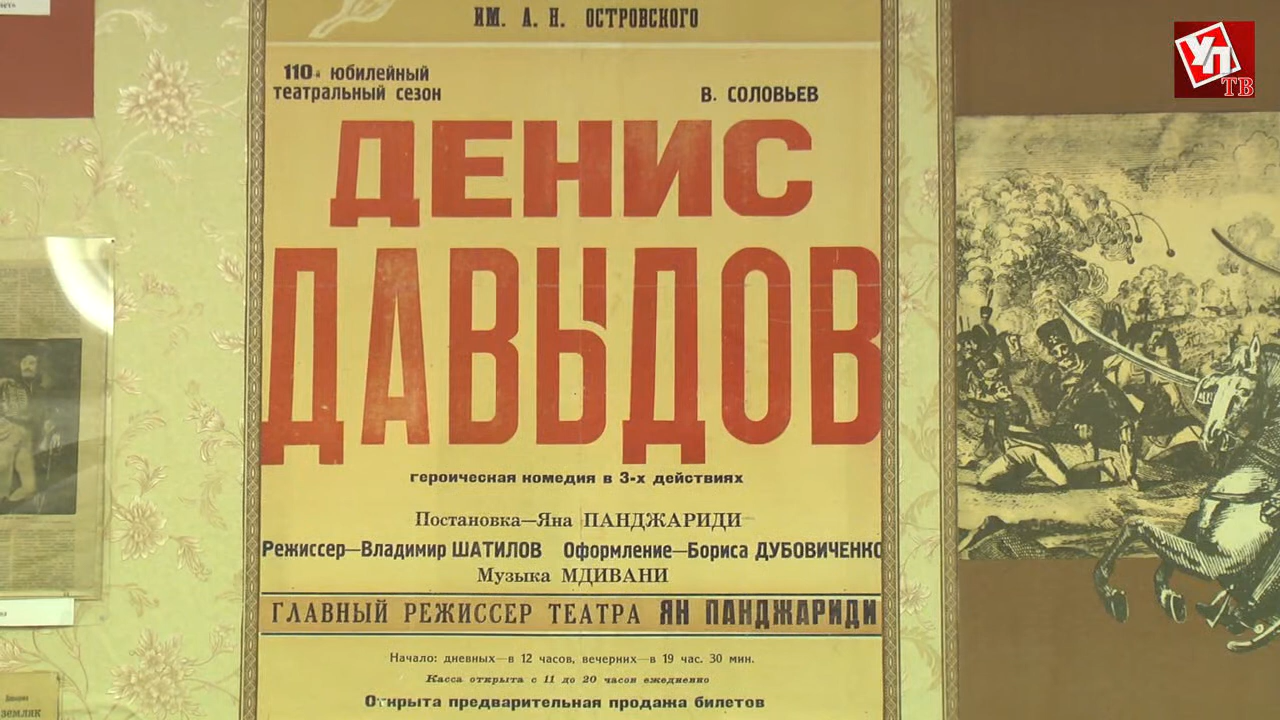 ИМ. А. Н. ОСТРОВСКОГО
110-й юбилейный
театральный сезон
В. СОЛОВЬЕВ
ДЕНИС
ДАВЫДОВ
героическая комедия в 3-х действиях
Постановка—Яна ПАНДЖАРИДИ
Режиссер—Владимир ШАТИЛОВ Оформление—Бориса ДУБОВИЧЕНКО
Музыка МДИВАНИ
ГЛАВНЫЙ РЕЖИССЕР ТЕАТРА ЯН ПАНДЖАРИДИ
Начало: дневных—в 12 часов, вечерних—в 19 час. 30 мин.
Касса открыта с 11 до 20 часов ежедневно
Открыта предварительная продажа билетов
УП
ТВ
земляк